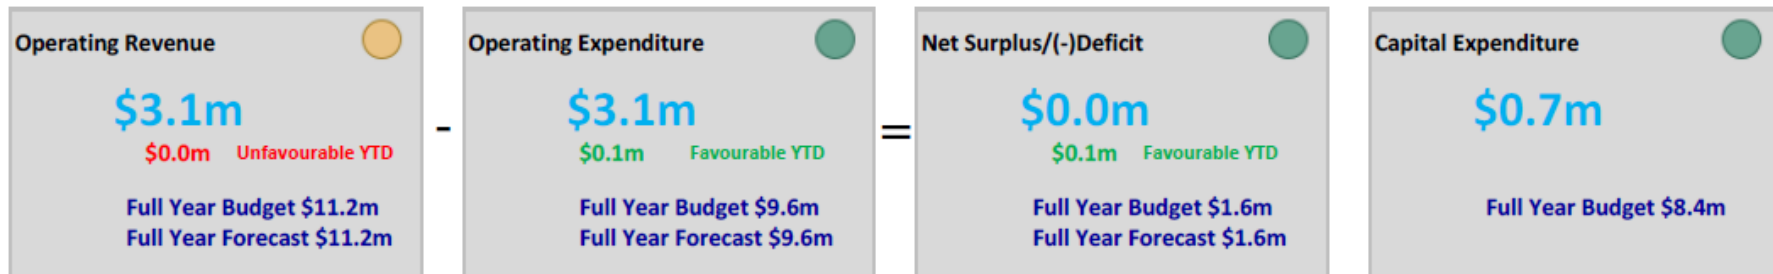 Operating Revenue
$3.1m
$0.0m Unfavourable YTD
Full Year Budget $11.2m
Full Year Forecast $11.2m
-
Operating Expenditure
$3.1m
$0.1m Favourable YTD
Full Year Budget $9.6m
Full Year Forecast $9.6m
=
Net Surplus/(-)Deficit
$0.0m
$0.1m Favourable YTD
Full Year Budget $1.6m
Full Year Forecast $1.6m
Capital Expenditure
$0.7m
Full Year Budget $8.4m